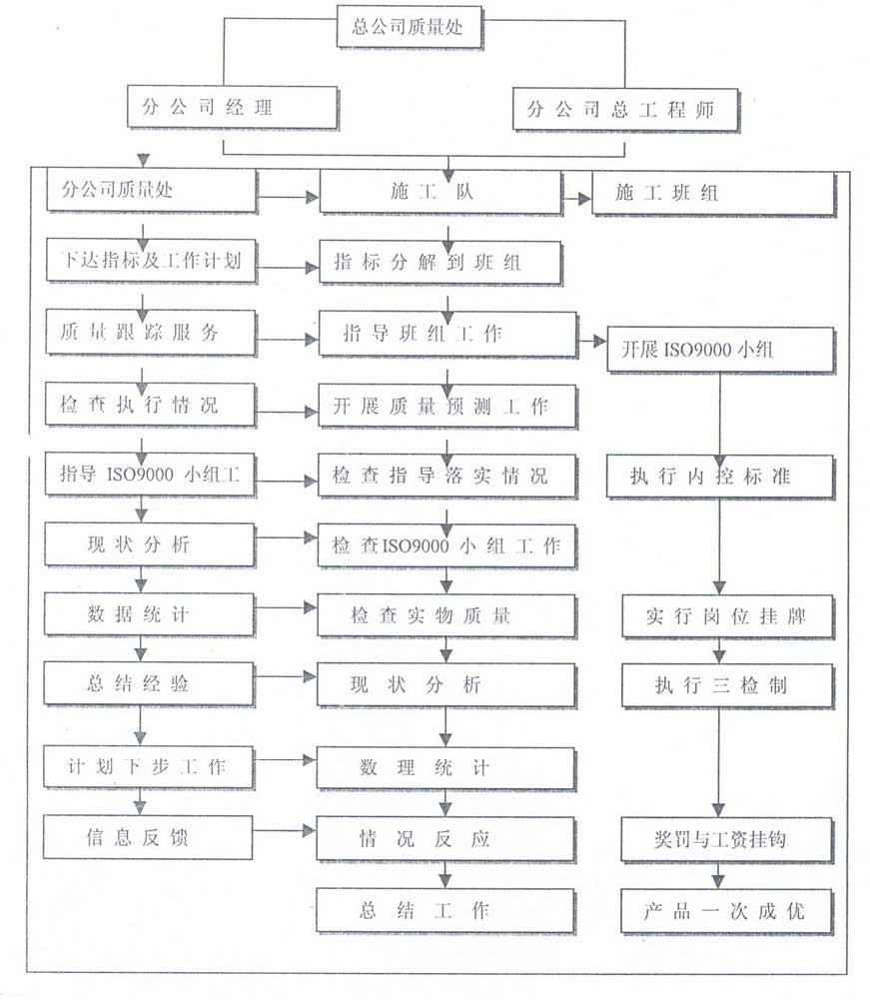 总公司质量处
分公司经理
分公司总工程师
分公司质量处
施工队
施工班组
下达指标及工作计划
指标分解到班组
质量跟踪服务
指导班组工作
开展ISO9000小组
检查执行情况
开展质量预测工作
指导 ISO9000 小组工
检查指导落实情况
执行内控标准
现状分析
检查ISO9000小组工作
数据统计
检查实物质量
实行岗位挂牌
总结经验
现状分析
执行三检制
计划下步工作
数理统计
信息反馈
情况反应
奖罚与工资挂钩
总结工作
产品一次成优